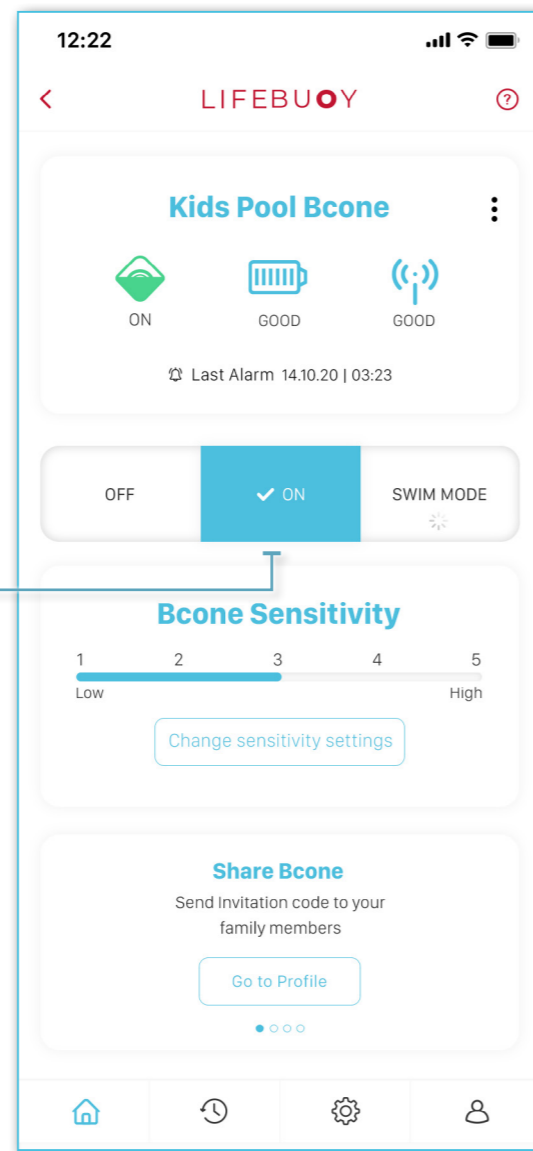 12:22
LIFEBUOY
?
Kids Pool Bcone
ON GOOD GOOD
Last Alarm 14.10.20 | 03:23
OFF ON SWIM MODE
Bcone Sensitivity
1 2 3 4 5
Low High
Change sensitivity settings
Share Bcone
Send Invitation code to your
family members
Go to Profile